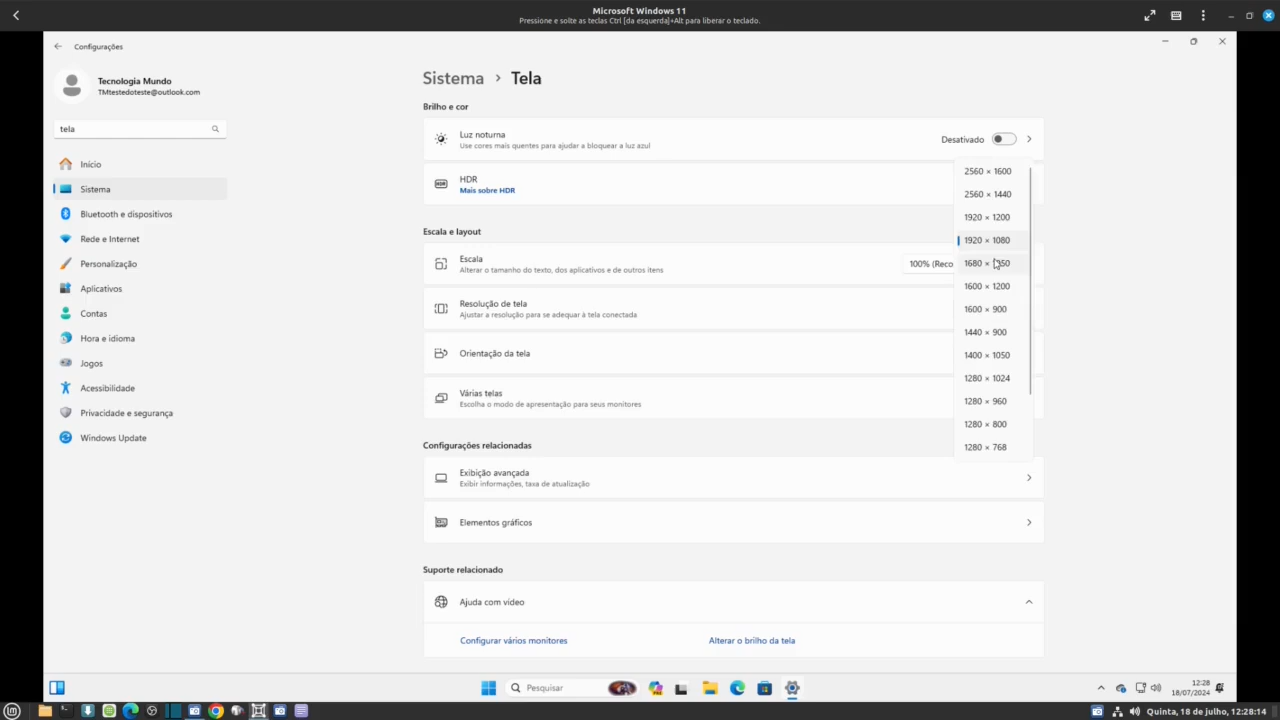 Microsoft Windows 11
Pressione e solte as teclas Ctrl [da esquerda]+Alt para liberar o teclado.
Configurações
Tecnologia Mundo
TMtestedoteste@outlook.com
tela
Início
Sistema
Bluetooth e dispositivos
Rede e Internet
Personalização
Aplicativos
Contas
Hora e idioma
Jogos
Acessibilidade
Privacidade e segurança
Windows Update
Sistema > Tela
Brilho e cor
Luz noturna
Use cores mais quentes para ajudar a bloquear a luz azul
Desativado
HDR
HDR
Mais sobre HDR
Escala e layout
Escala
Alterar o tamanho do texto, dos aplicativos e de outros itens
100% (Reco
Resolução de tela
Ajustar a resolução para se adequar à tela conectada
Orientação da tela
Várias telas
Escolha o modo de apresentação para seus monitores
2560 × 1600
2560 × 1440
1920 × 1200
1920 × 1080
1680 × 1050
1600 × 1200
1600 × 900
1440 × 900
1400 × 1050
1280 × 1024
1280 × 960
1280 × 800
1280 × 768
Configurações relacionadas
Exibição avançada
Exibir informações, taxa de atualização
Elementos gráficos
Suporte relacionado
Ajuda com vídeo
Configurar vários monitores
Alterar o brilho da tela
Pesquisar
12:28
18/07/2024
Quinta, 18 de julho, 12:28:14